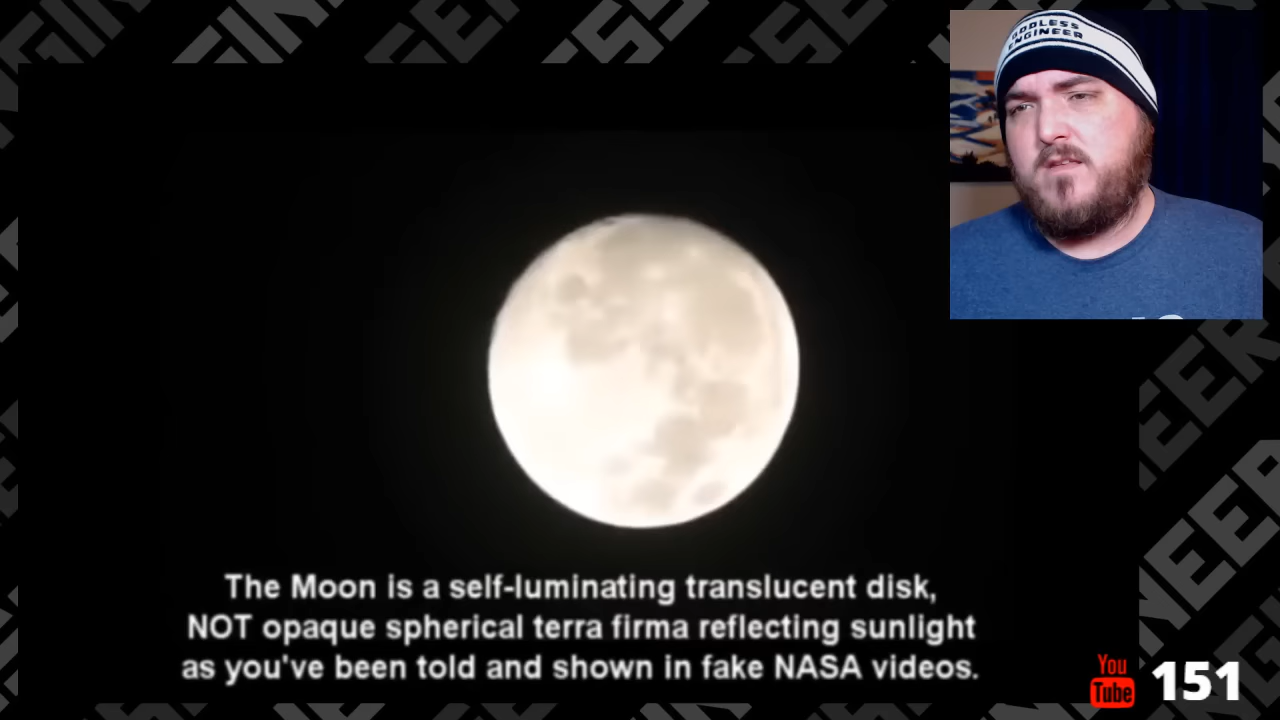 GODLESS
ENGINEER
The Moon is a self-luminating translucent disk,
NOT opaque spherical terra firma reflecting sunlight
as you've been told and shown in fake NASA videos.
You
Tube
151